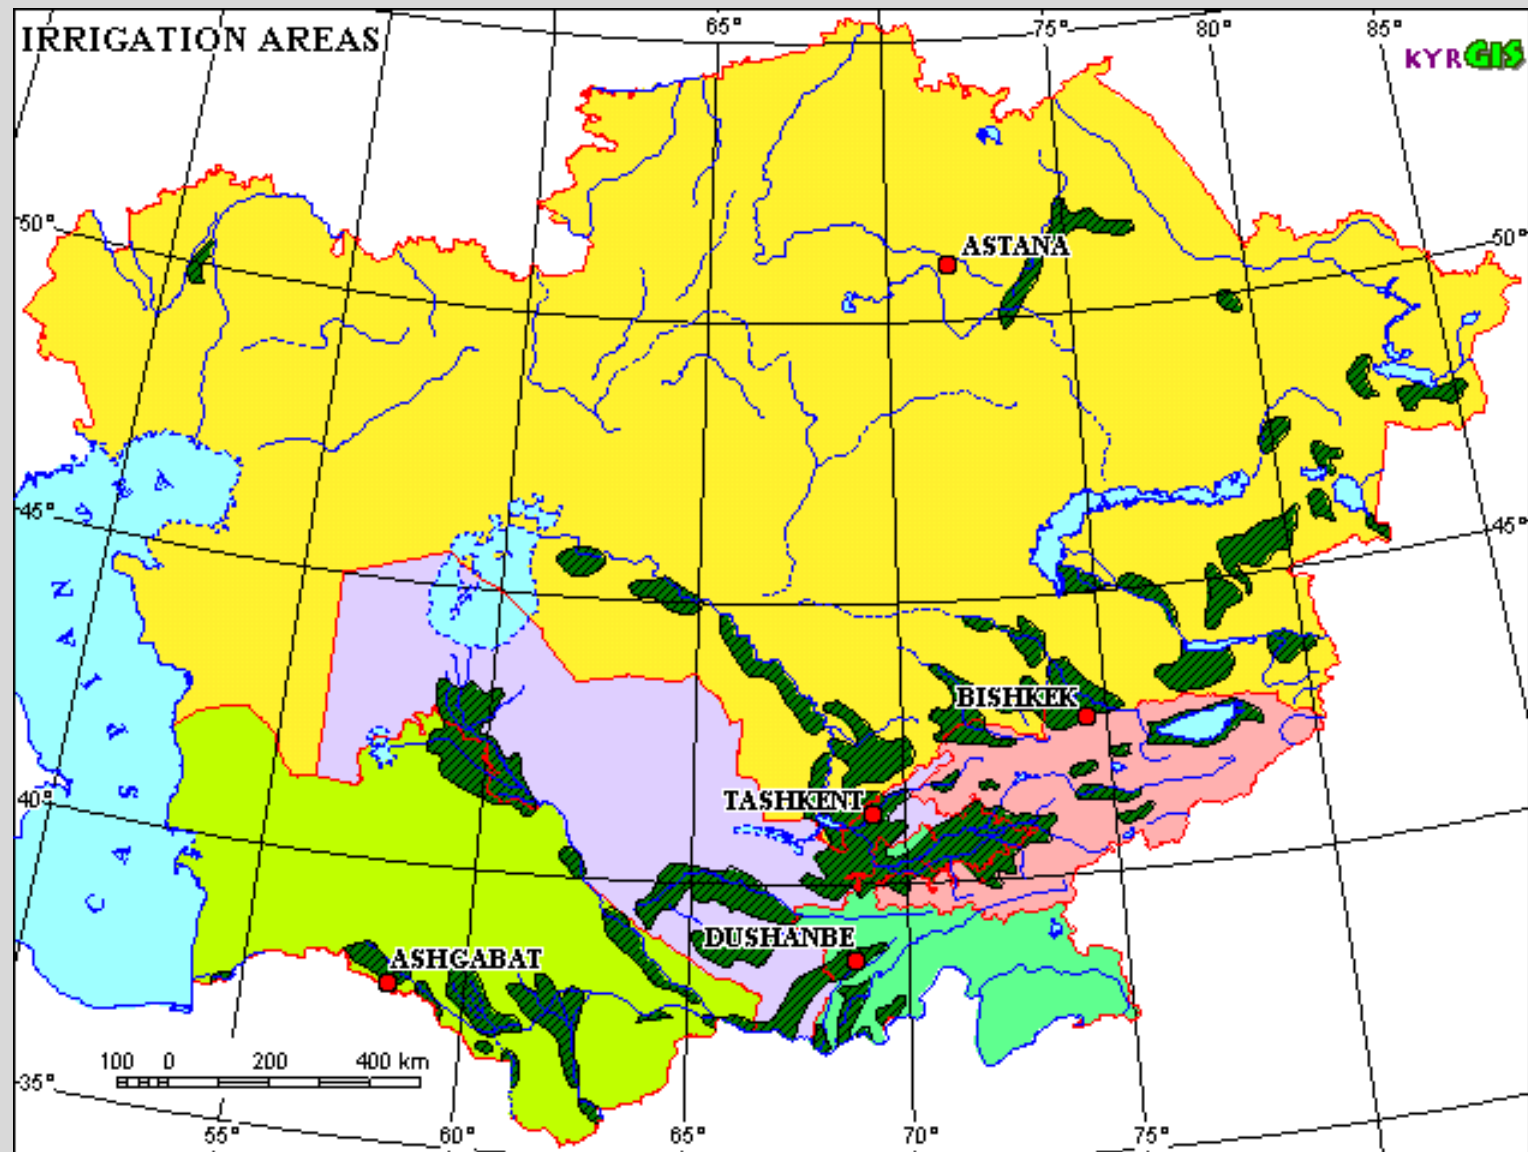 IRRIGATION AREAS
65° 75° 80° 85°
KYRGIS
50°
ASTANA
50°
45°
45°
CASPIAN SEA
BISHKEK
40°
TASHKENT
DUSHANBE
ASHGABAT
100 0 200 400 km
35°
55° 60° 65° 70° 75°